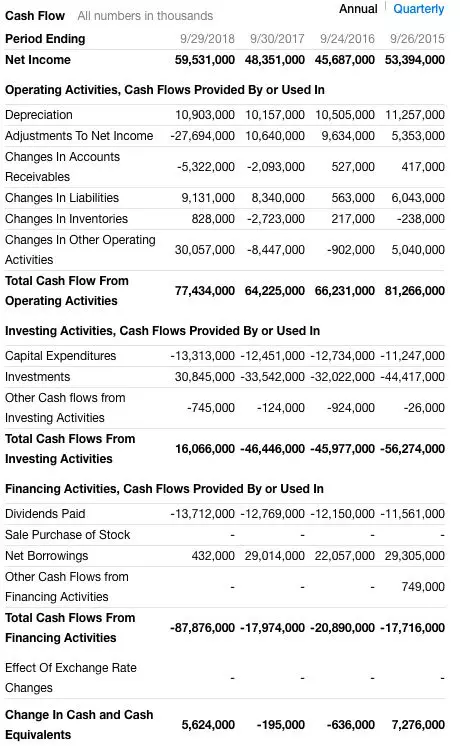 Cash Flow All numbers in thousands Annual Quarterly
Period Ending 9/29/2018 9/30/2017 9/24/2016 9/26/2015
Net Income 59,531,000 48,351,000 45,687,000 53,394,000
Operating Activities, Cash Flows Provided By or Used In
Depreciation 10,903,000 10,157,000 10,505,000 11,257,000
Adjustments To Net Income -27,694,000 10,640,000 9,634,000 5,353,000
Changes In Accounts
Receivables -5,322,000 -2,093,000 527,000 417,000
Changes In Liabilities 9,131,000 8,340,000 563,000 6,043,000
Changes In Inventories 828,000 -2,723,000 217,000 -238,000
Changes In Other Operating
Activities 30,057,000 -8,447,000 -902,000 5,040,000
Total Cash Flow From
Operating Activities 77,434,000 64,225,000 66,231,000 81,266,000
Investing Activities, Cash Flows Provided By or Used In
Capital Expenditures -13,313,000 -12,451,000 -12,734,000 -11,247,000
Investments 30,845,000 -33,542,000 -32,022,000 -44,417,000
Other Cash flows from
Investing Activities -745,000 -124,000 -924,000 -26,000
Total Cash Flows From
Investing Activities 16,066,000 -46,446,000 -45,977,000 -56,274,000
Financing Activities, Cash Flows Provided By or Used In
Dividends Paid -13,712,000 -12,769,000 -12,150,000 -11,561,000
Sale Purchase of Stock - - - -
Net Borrowings 432,000 29,014,000 22,057,000 29,305,000
Other Cash Flows from
Financing Activities - - - 749,000
Total Cash Flows From
Financing Activities -87,876,000 -17,974,000 -20,890,000 -17,716,000
Effect Of Exchange Rate
Changes - - - -
Change In Cash and Cash
Equivalents 5,624,000 -195,000 -636,000 7,276,000